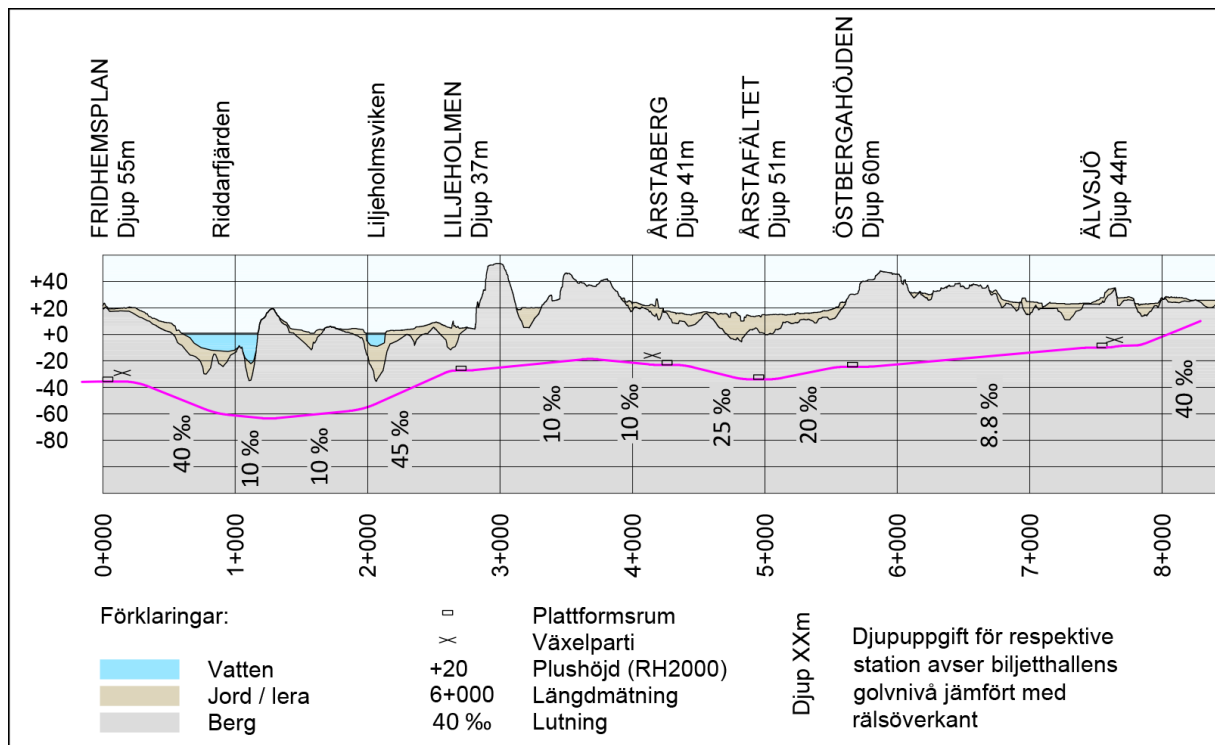 FRIDHEMSPLAN
Djup 55m
Riddarfjärden
Liljeholmsviken
LILJEHOLMEN
Djup 37m
ÅRSTABERG
Djup 41m
ÅRSTAFÄLTET
Djup 51m
ÖSTBERGAHÖJDEN
Djup 60m
ÄLVSJÖ
Djup 44m
+40
+20
+0
-20
-40
-60
-80
40 ‰
10 ‰
10 ‰
45 ‰
10 ‰
10 ‰
25 ‰
20 ‰
8.8 ‰
40 ‰
0+000
1+000
2+000
3+000
4+000
5+000
6+000
7+000
8+000
Förklaringar:
Vatten
Jord / lera
Berg
Plattformsrum
Växelparti
+20 Plushöjd (RH2000)
6+000 Längdmätning
40 ‰ Lutning
Djup XXm
Djupuppgift för respektive
station avser biljetthallens
golvnivå jämfört med
rälsöverkant